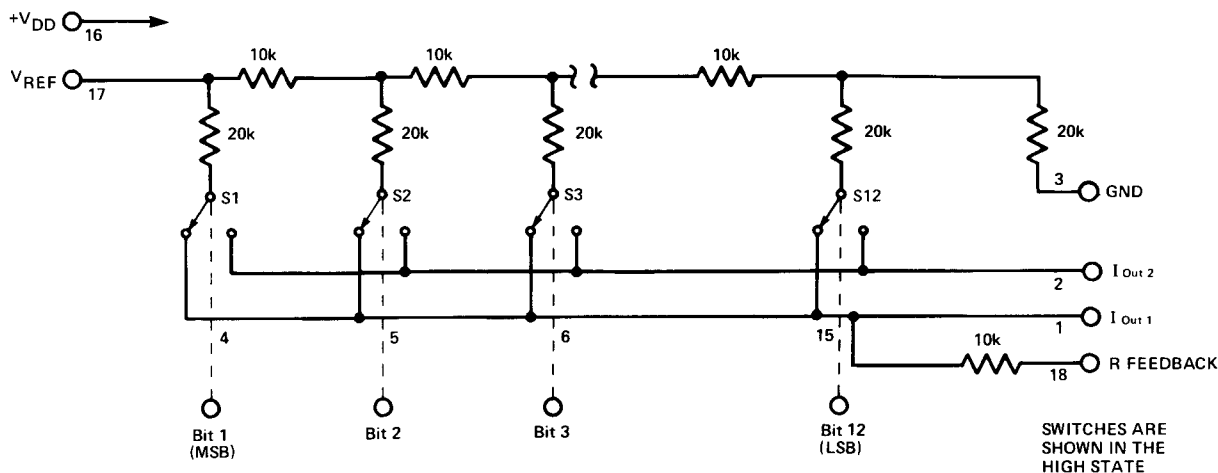 +VDD
16
10k
10k
10k
VREF
17
20k
20k
20k
20k
20k
3
GND
S1
S2
S3
S12
2
I Out 2
4
5
6
15
1
I Out 1
10k
18
R FEEDBACK
Bit 1
(MSB)
Bit 2
Bit 3
Bit 12
(LSB)
SWITCHES ARE
SHOWN IN THE
HIGH STATE